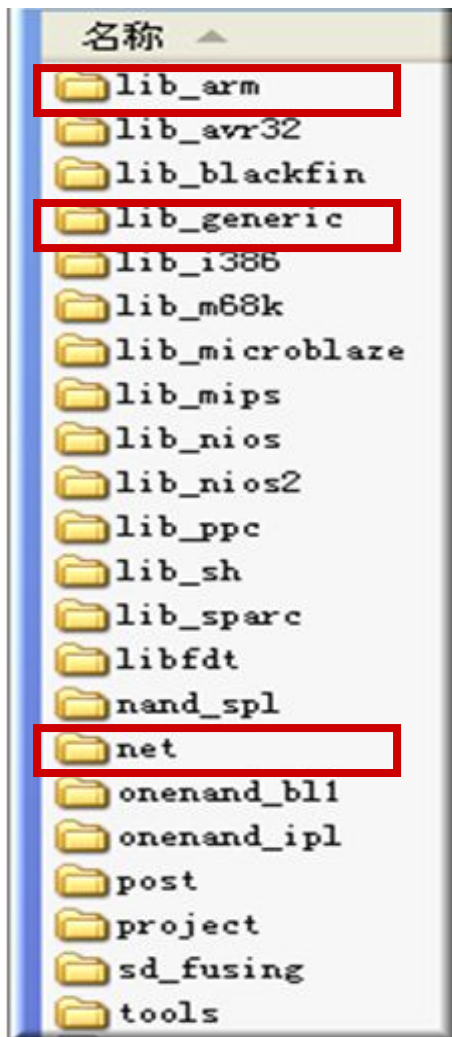 名称
lib_arm
lib_avr32
lib_blackfin
lib_generic
lib_i386
lib_m68k
lib_microblaze
lib_mips
lib_nios
lib_nios2
lib_ppc
lib_sh
lib_sparc
libfdt
nand_spl
net
onenand_bl1
onenand_ipl
post
project
sd_fusing
tools